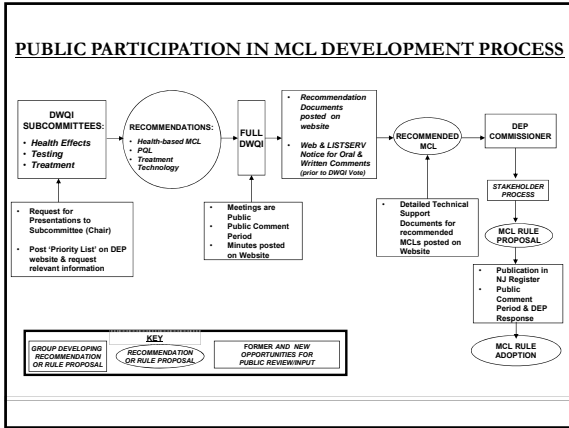 PUBLIC PARTICIPATION IN MCL DEVELOPMENT PROCESS
DWQI
SUBCOMMITTEES:
• Health Effects
• Testing
• Treatment
RECOMMENDATIONS:
• Health-based MCL
• PQL
• Treatment
Technology
FULL
DWQI
• Recommendation
Documents
posted on
website
• Web & LISTSERV
Notice for Oral &
Written Comments
(prior to DWQI Vote)
RECOMMENDED
MCL
DEP
COMMISSIONER
• Request for
Presentations to
Subcommittee (Chair)
• Post 'Priority List' on DEP
website & request
relevant information
• Meetings are
Public
• Public Comment
Period
• Minutes posted
on Website
• Detailed Technical
Support
Documents for
recommended
MCLs posted on
Website
STAKEHOLDER
PROCESS
MCL RULE
PROPOSAL
• Publication in
NJ Register
• Public
Comment
Period & DEP
Response
MCL RULE
ADOPTION
KEY
GROUP DEVELOPING
RECOMMENDATION
OR RULE PROPOSAL
RECOMMENDATION
OR RULE PROPOSAL
FORMER AND NEW
OPPORTUNITIES FOR
PUBLIC REVIEW/INPUT